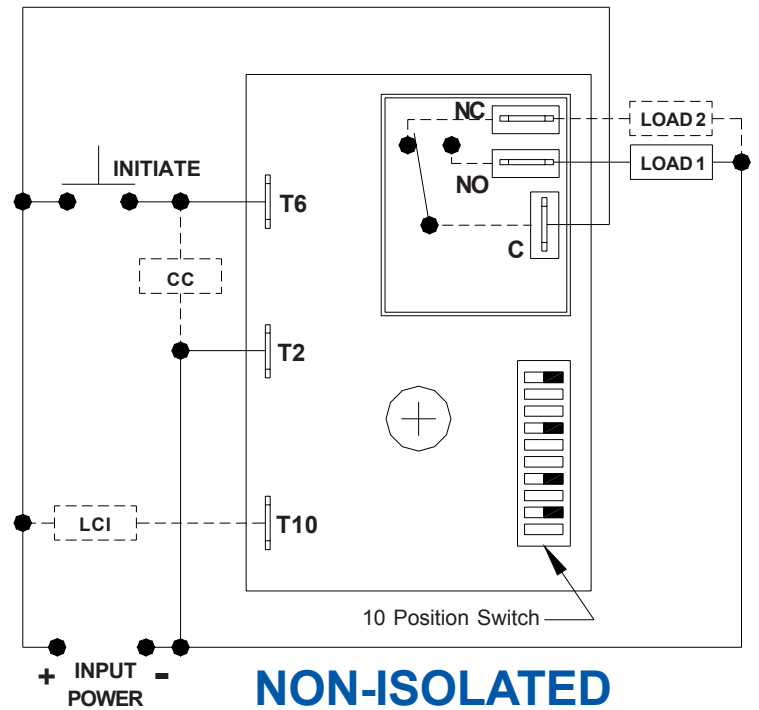 NC
LOAD 2
INITIATE
LOAD 1
NO
T6
C
CC
T2
LCI
T10
10 Position Switch
+ INPUT POWER -
NON-ISOLATED